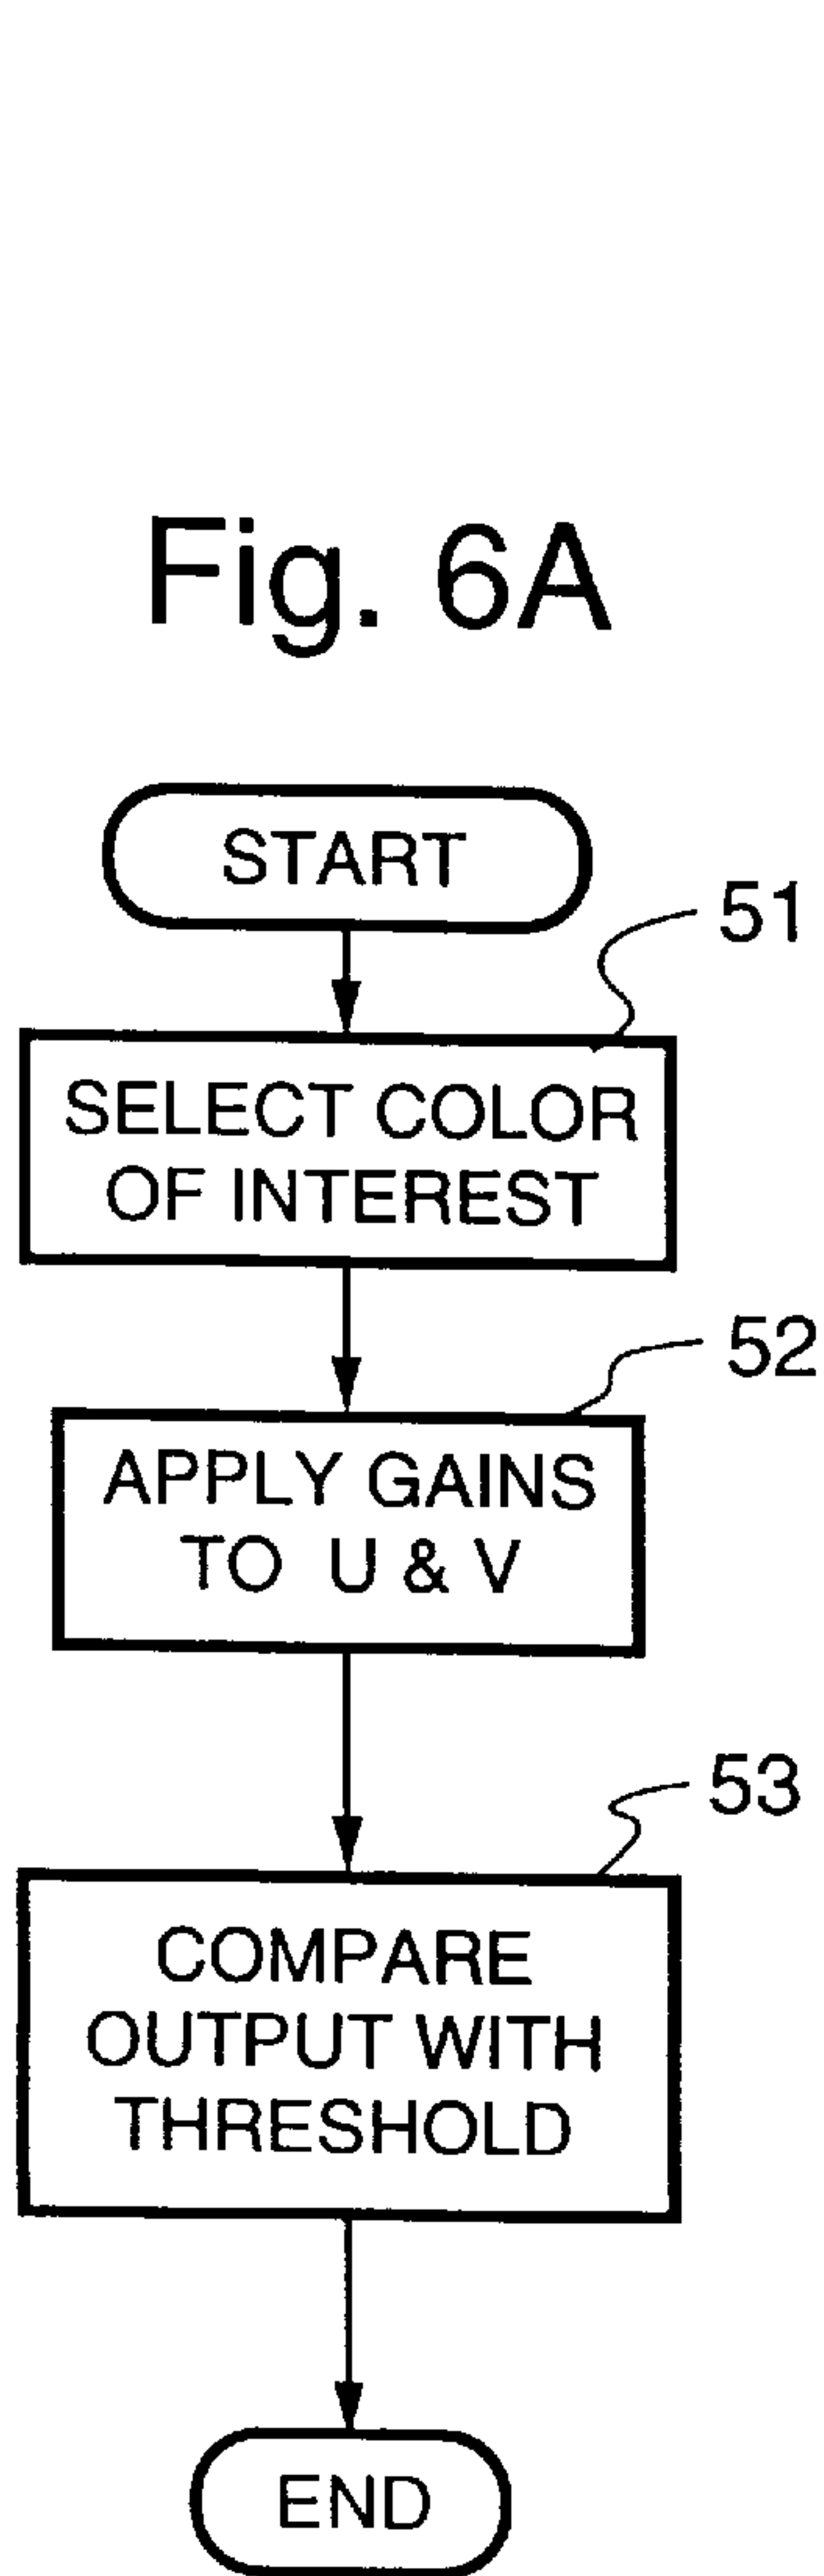 Fig. 6A
START
51
SELECT COLOR
OF INTEREST
52
APPLY GAINS
TO U & V
53
COMPARE
OUTPUT WITH
THRESHOLD
END